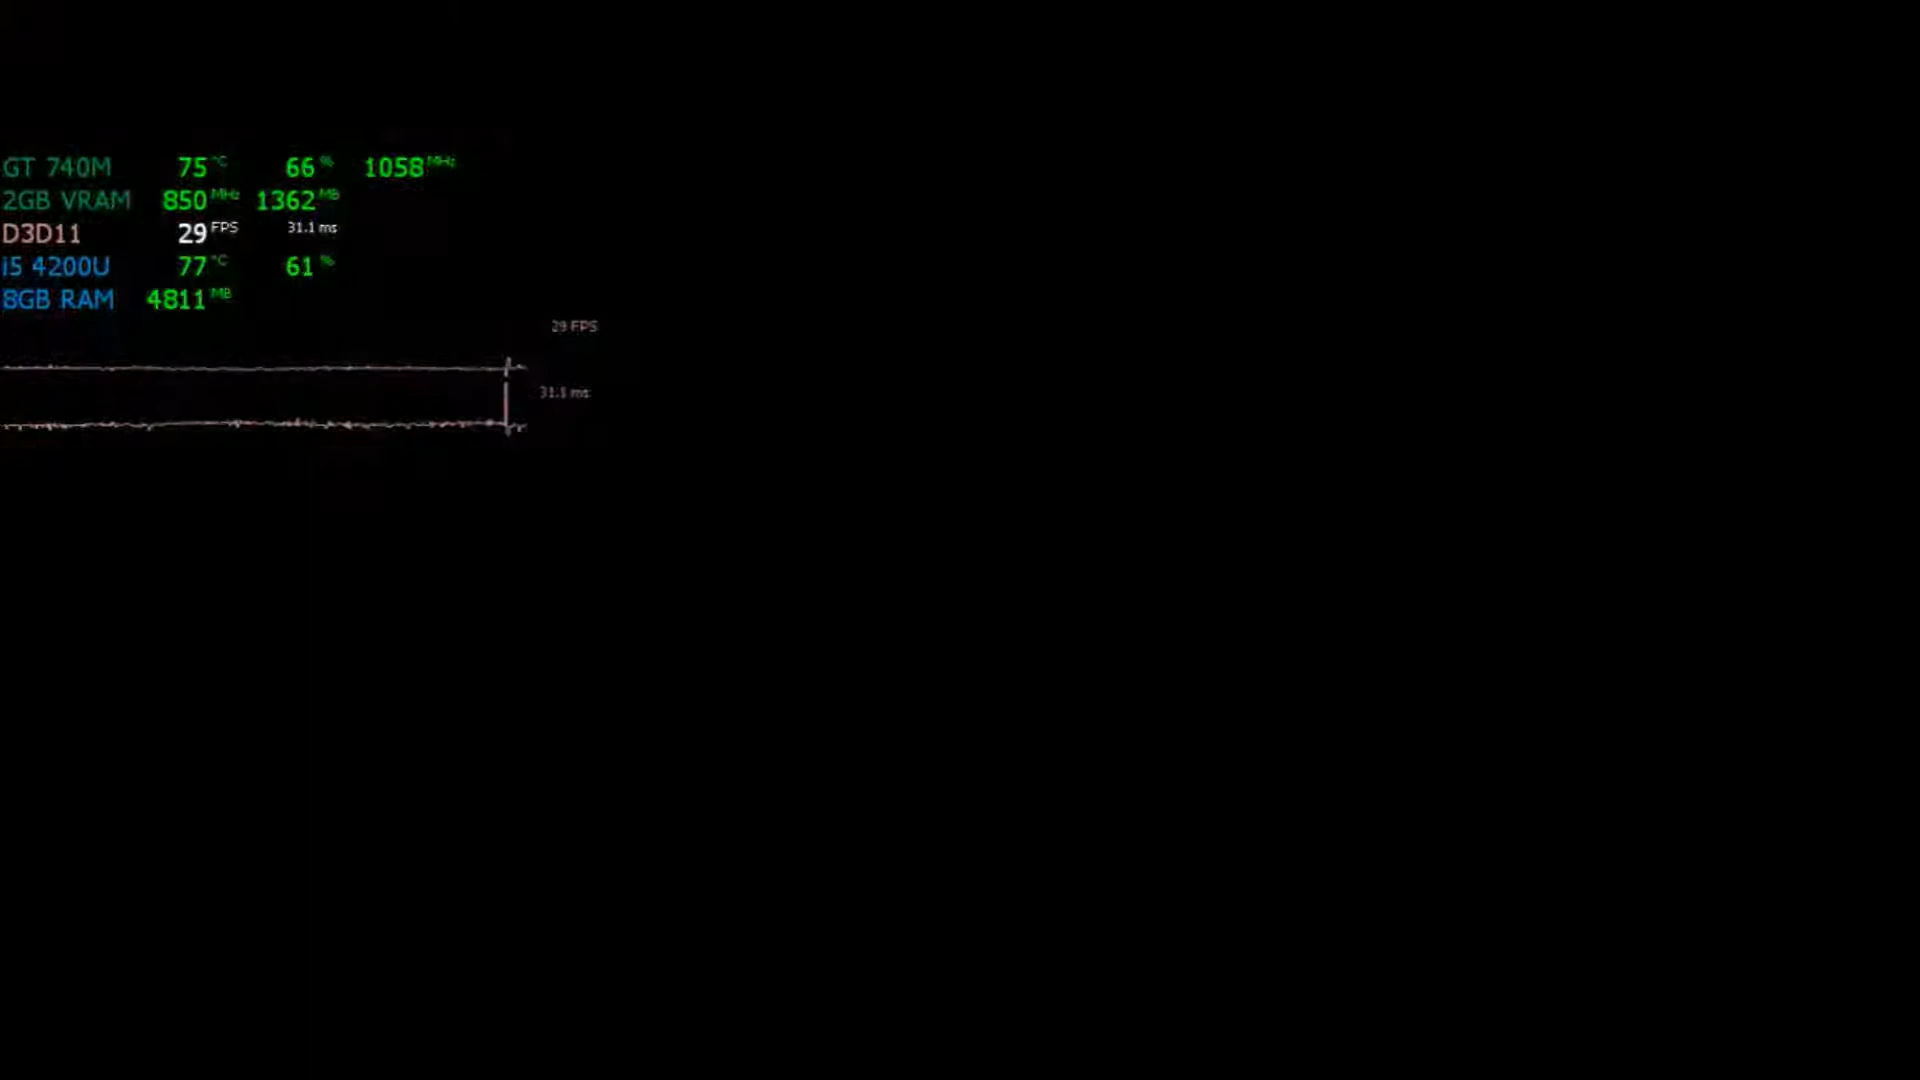 GT 740M 75 °C 66 % 1058 MHz
2GB VRAM 850 MHz 1362 MB
D3D11 29 FPS 31.1 ms
i5 4200U 77 °C 61 %
8GB RAM 4811 MB
29 FPS
31.1 ms